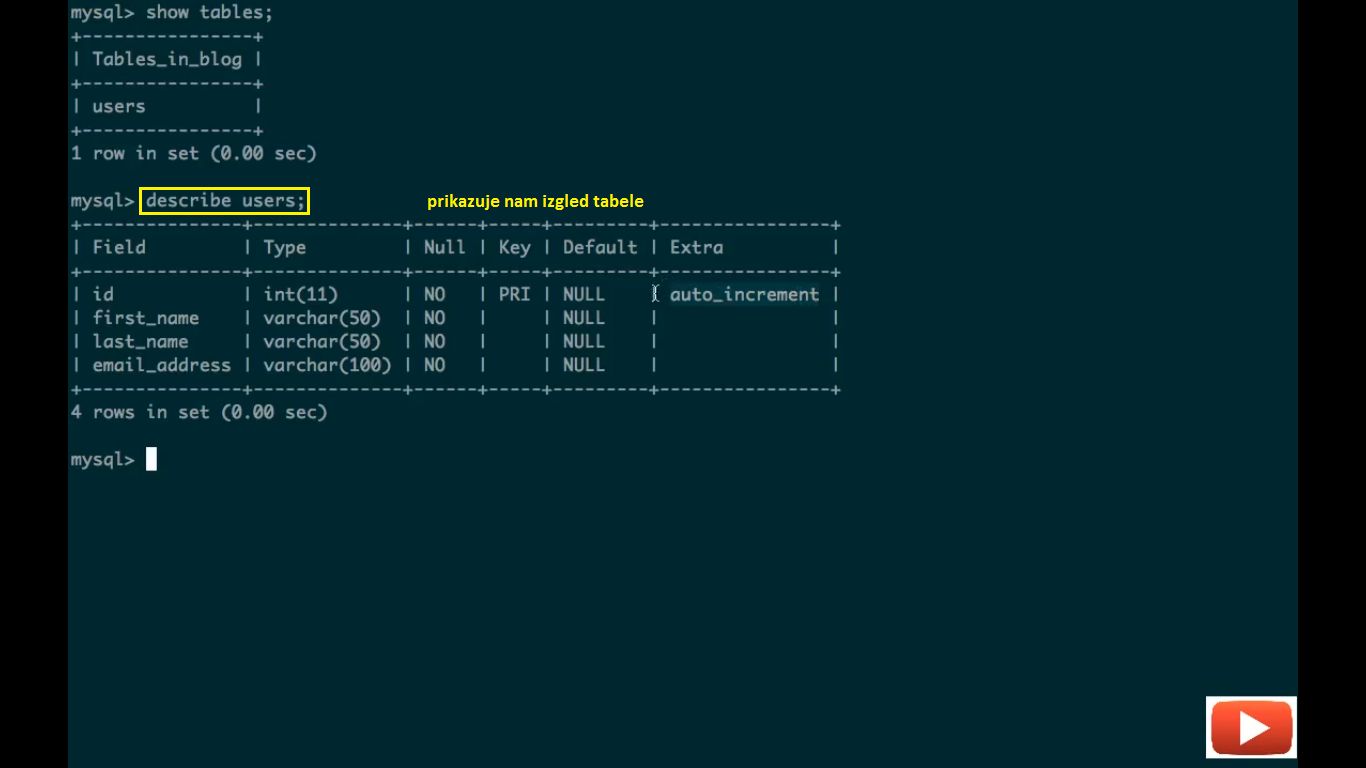 mysql> show tables;
+----------------+
| Tables_in_blog |
+----------------+
| users          |
+----------------+
1 row in set (0.00 sec)
mysql> describe users; prikazuje nam izgled tabele
+---------------+--------------+------+-----+---------+----------------+
| Field         | Type         | Null | Key | Default | Extra          |
+---------------+--------------+------+-----+---------+----------------+
| id            | int(11)      | NO   | PRI | NULL    | auto_increment |
| first_name    | varchar(50)  | NO   |     | NULL    |                |
| last_name     | varchar(50)  | NO   |     | NULL    |                |
| email_address | varchar(100) | NO   |     | NULL    |                |
+---------------+--------------+------+-----+---------+----------------+
4 rows in set (0.00 sec)
mysql>